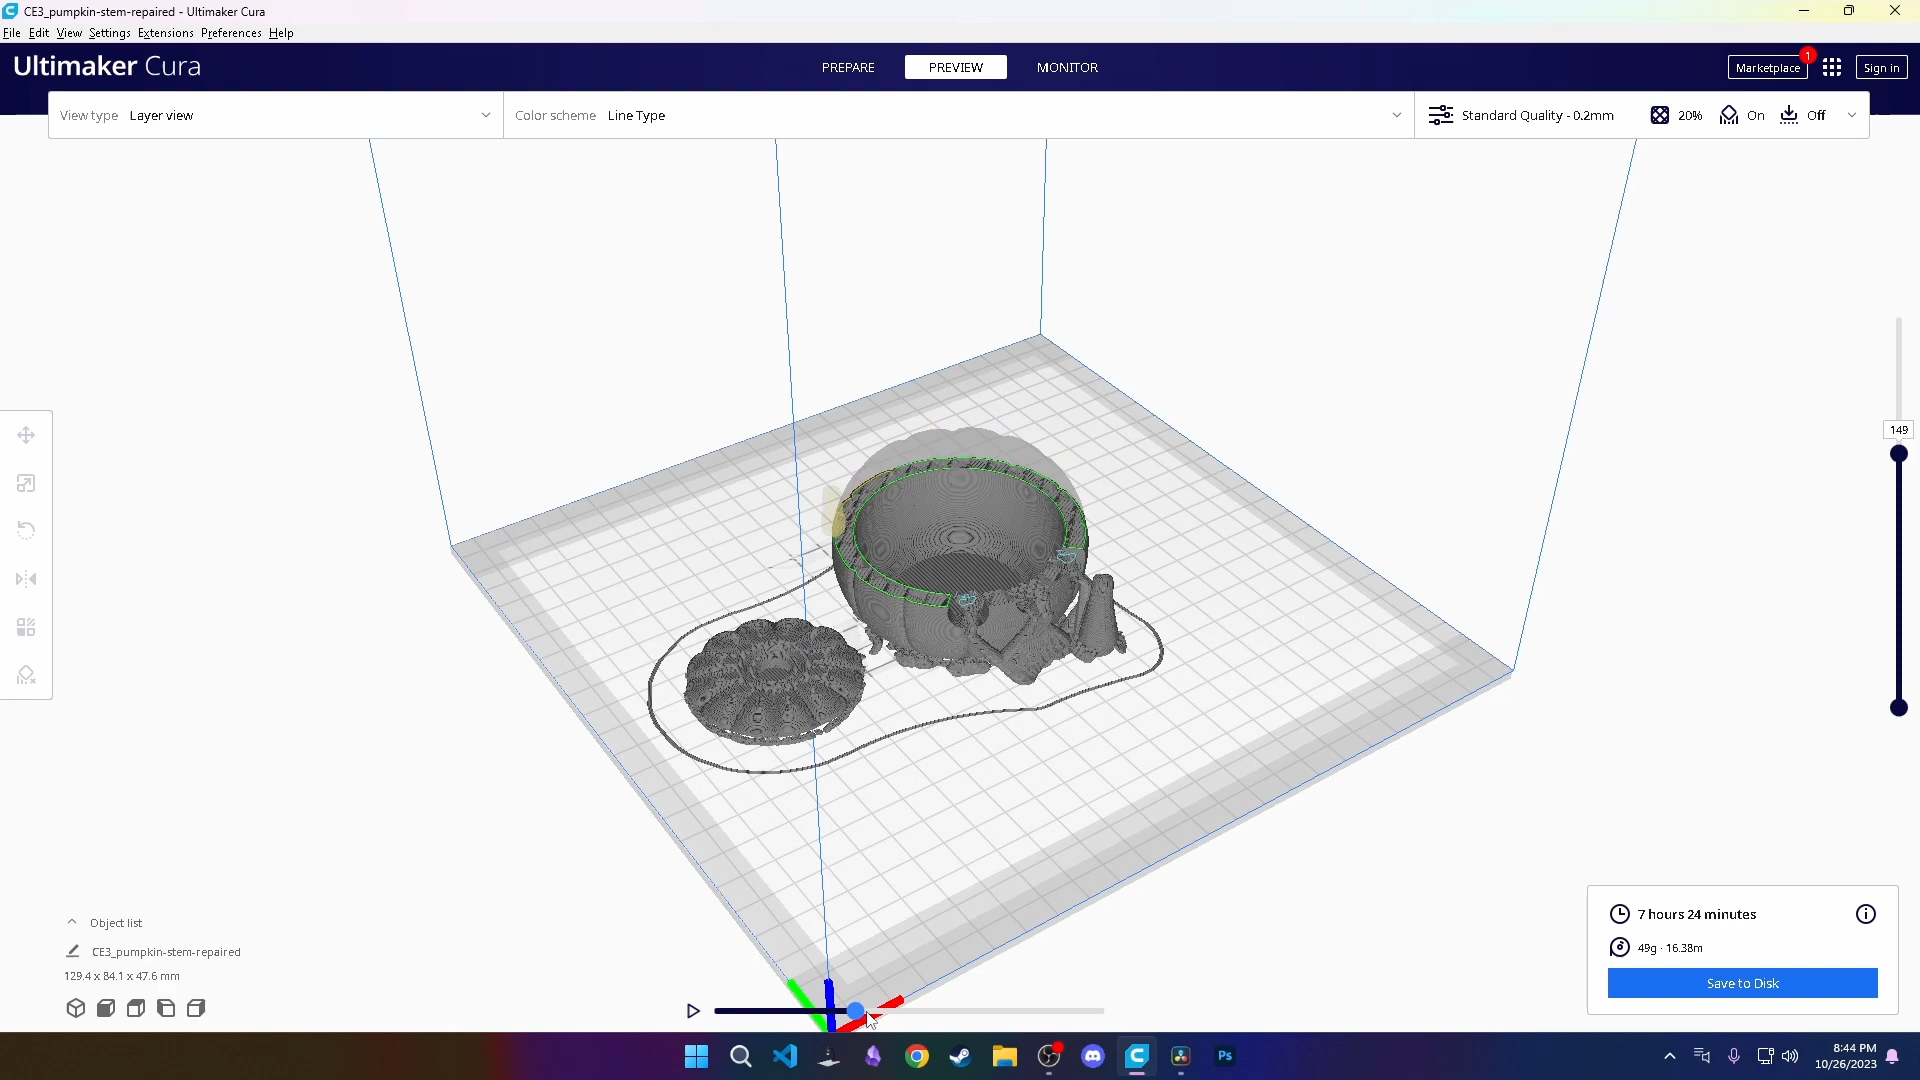 CE3_pumpkin-stem-repaired - Ultimaker Cura
File Edit View Settings Extensions Preferences Help
Ultimaker Cura
PREPARE PREVIEW MONITOR
Marketplace 1 Sign in
View type Layer view Color scheme Line Type Standard Quality - 0.2mm 20% On Off
149
Object list
CE3_pumpkin-stem-repaired
129.4 x 84.1 x 47.6 mm
7 hours 24 minutes
49g · 16.38m
Save to Disk
Ps
8:44 PM
10/26/2023